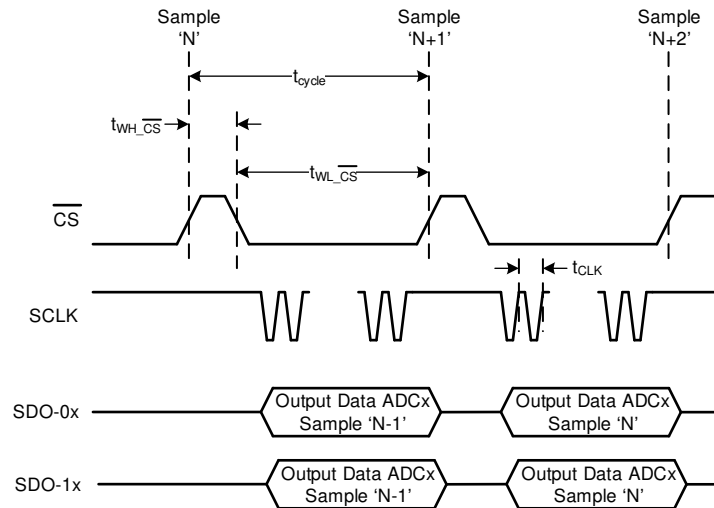 Sample Sample Sample
‘N’ ‘N+1’ ‘N+2’
tcycle
tWH_CS
tWL_CS
CS
tCLK
SCLK
SDO-0x
Output Data ADCx Output Data ADCx
Sample ‘N-1’ Sample ‘N’
SDO-1x
Output Data ADCx Output Data ADCx
Sample ‘N-1’ Sample ‘N’